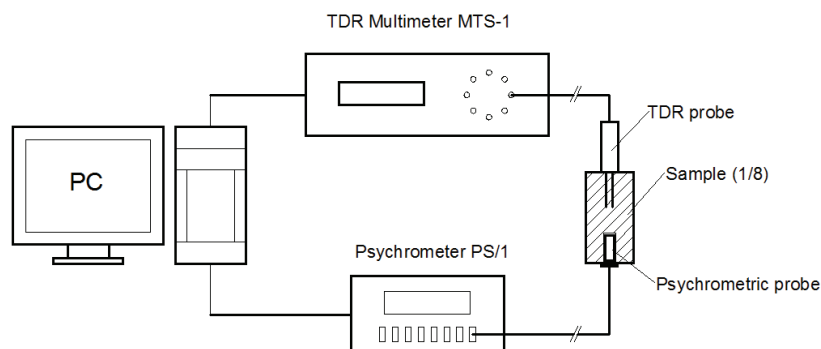 TDR Multimeter MTS-1
TDR probe
PC
Sample (1/8)
Psychrometer PS/1
Psychrometric probe